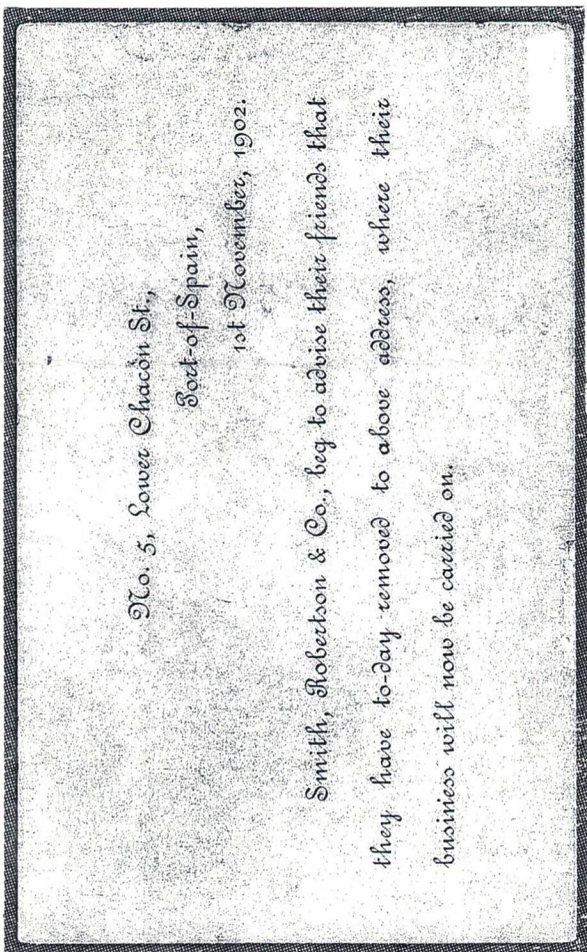 No. 5, Lower Chacòn St.,
Port-of-Spain,
1st November, 1902.
Smith, Robertson & Co., beg to advise their friends that
they have to-day removed to above address, where their
business will now be carried on.